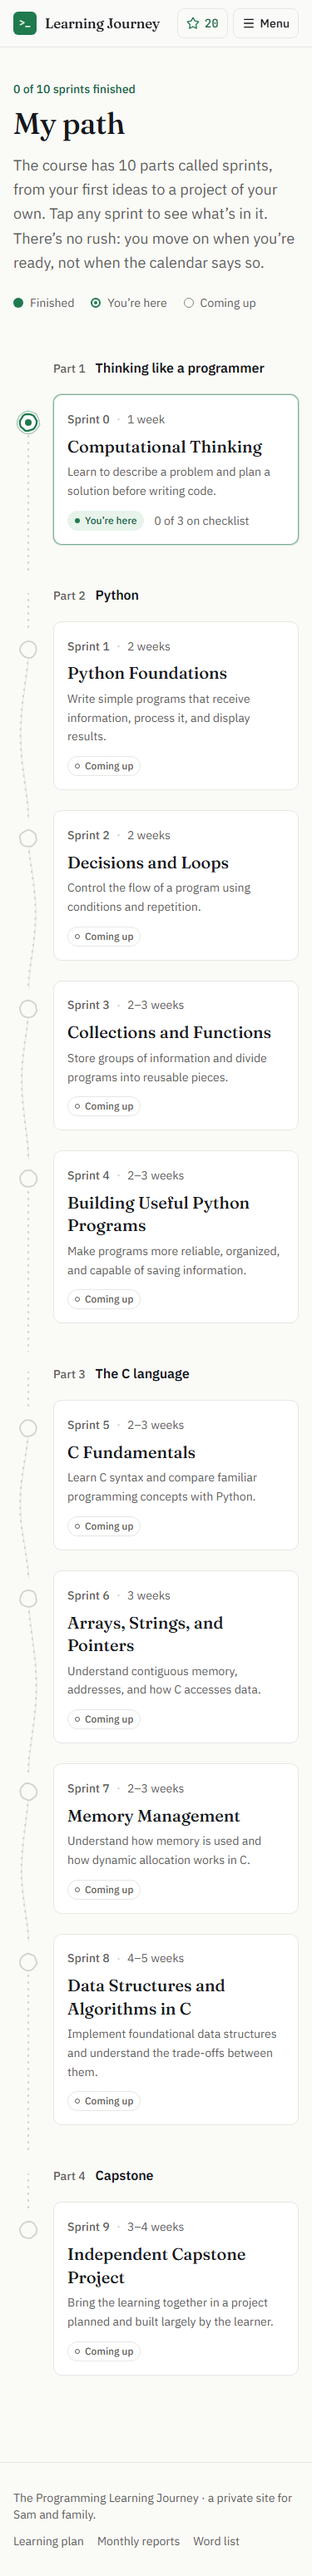 >_ Learning Journey ☆ 20 ☰ Menu
0 of 10 sprints finished
My path
The course has 10 parts called sprints,
from your first ideas to a project of your
own. Tap any sprint to see what’s in it.
There’s no rush: you move on when you’re
ready, not when the calendar says so.
Finished You’re here Coming up
Part 1 Thinking like a programmer
Sprint 0 · 1 week
Computational Thinking
Learn to describe a problem and plan a
solution before writing code.
You’re here 0 of 3 on checklist
Part 2 Python
Sprint 1 · 2 weeks
Python Foundations
Write simple programs that receive
information, process it, and display
results.
Coming up
Sprint 2 · 2 weeks
Decisions and Loops
Control the flow of a program using
conditions and repetition.
Coming up
Sprint 3 · 2–3 weeks
Collections and Functions
Store groups of information and divide
programs into reusable pieces.
Coming up
Sprint 4 · 2–3 weeks
Building Useful Python
Programs
Make programs more reliable, organized,
and capable of saving information.
Coming up
Part 3 The C language
Sprint 5 · 2–3 weeks
C Fundamentals
Learn C syntax and compare familiar
programming concepts with Python.
Coming up
Sprint 6 · 3 weeks
Arrays, Strings, and
Pointers
Understand contiguous memory,
addresses, and how C accesses data.
Coming up
Sprint 7 · 2–3 weeks
Memory Management
Understand how memory is used and
how dynamic allocation works in C.
Coming up
Sprint 8 · 4–5 weeks
Data Structures and
Algorithms in C
Implement foundational data structures
and understand the trade-offs between
them.
Coming up
Part 4 Capstone
Sprint 9 · 3–4 weeks
Independent Capstone
Project
Bring the learning together in a project
planned and built largely by the learner.
Coming up
The Programming Learning Journey · a private site for
Sam and family.
Learning plan Monthly reports Word list